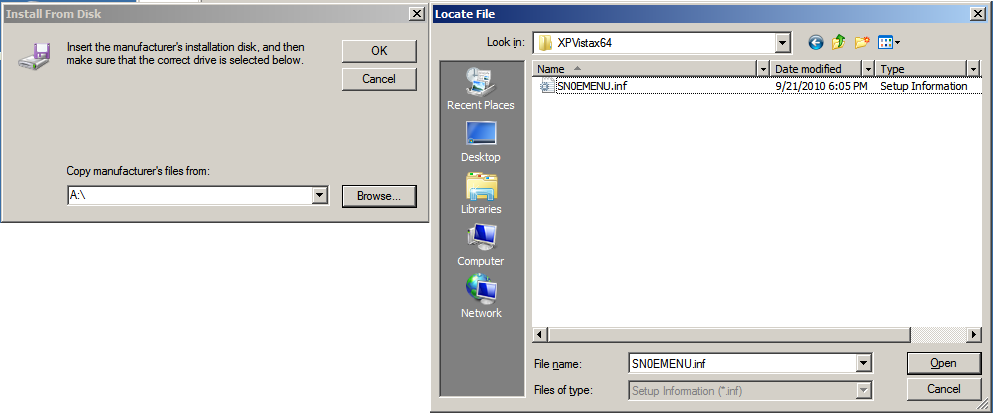 Install From Disk
Insert the manufacturer's installation disk, and then
make sure that the correct drive is selected below.
OK
Cancel
Copy manufacturer's files from:
A:\
Browse...
Locate File
Look in:
XPVistax64
Name
Date modified
Type
SN0EMENU.inf
9/21/2010 6:05 PM
Setup Information
Recent Places
Desktop
Libraries
Computer
Network
File name:
SN0EMENU.inf
Open
Files of type:
Setup Information (*.inf)
Cancel